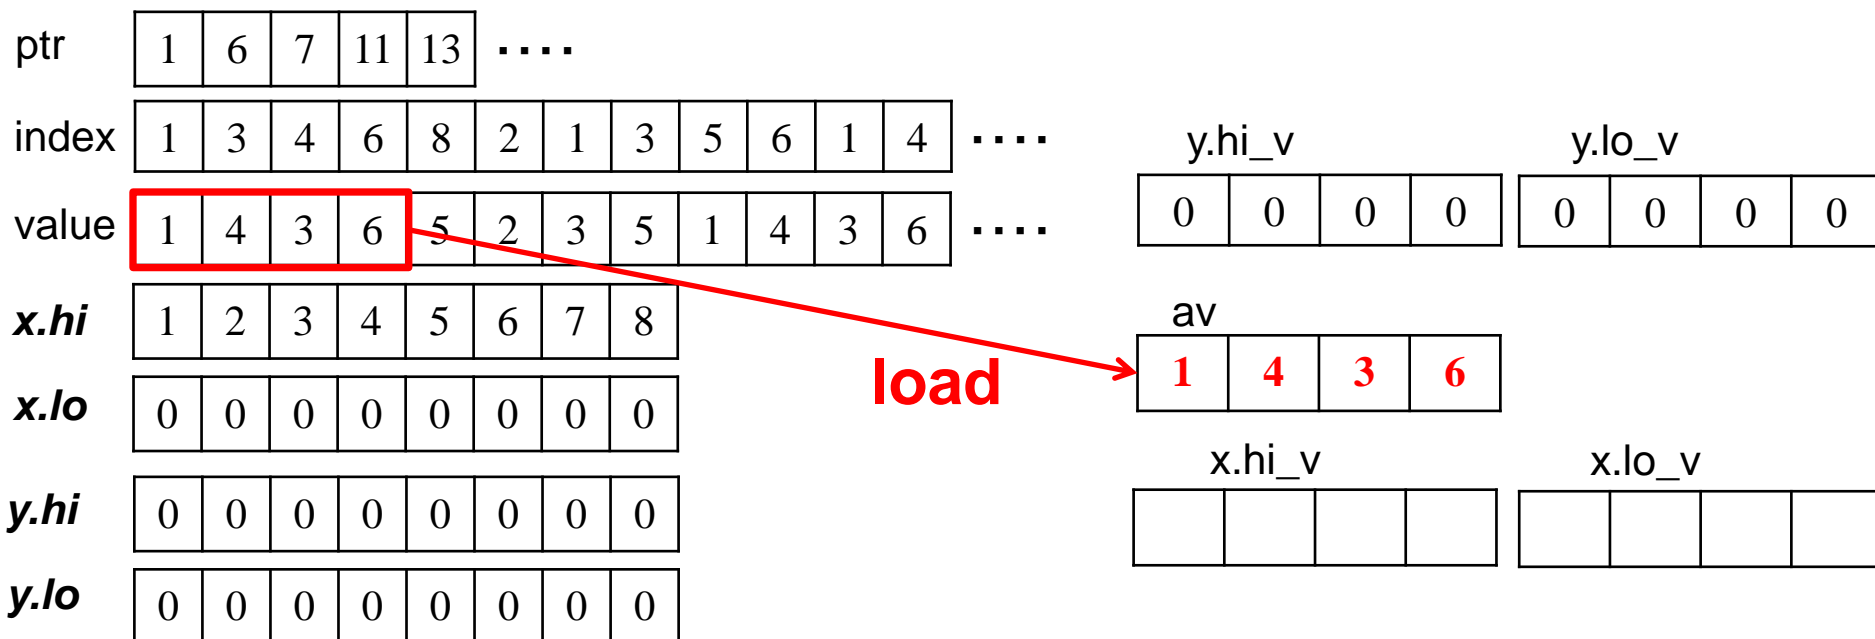 ptr 1 6 7 11 13 ....
index 1 3 4 6 8 2 1 3 5 6 1 4 ....
value 1 4 3 6 5 2 3 5 1 4 3 6 ....
x.hi 1 2 3 4 5 6 7 8
x.lo 0 0 0 0 0 0 0 0
y.hi 0 0 0 0 0 0 0 0
y.lo 0 0 0 0 0 0 0 0
load
y.hi_v y.lo_v
0 0 0 0 0 0 0 0
av
1 4 3 6
x.hi_v x.lo_v